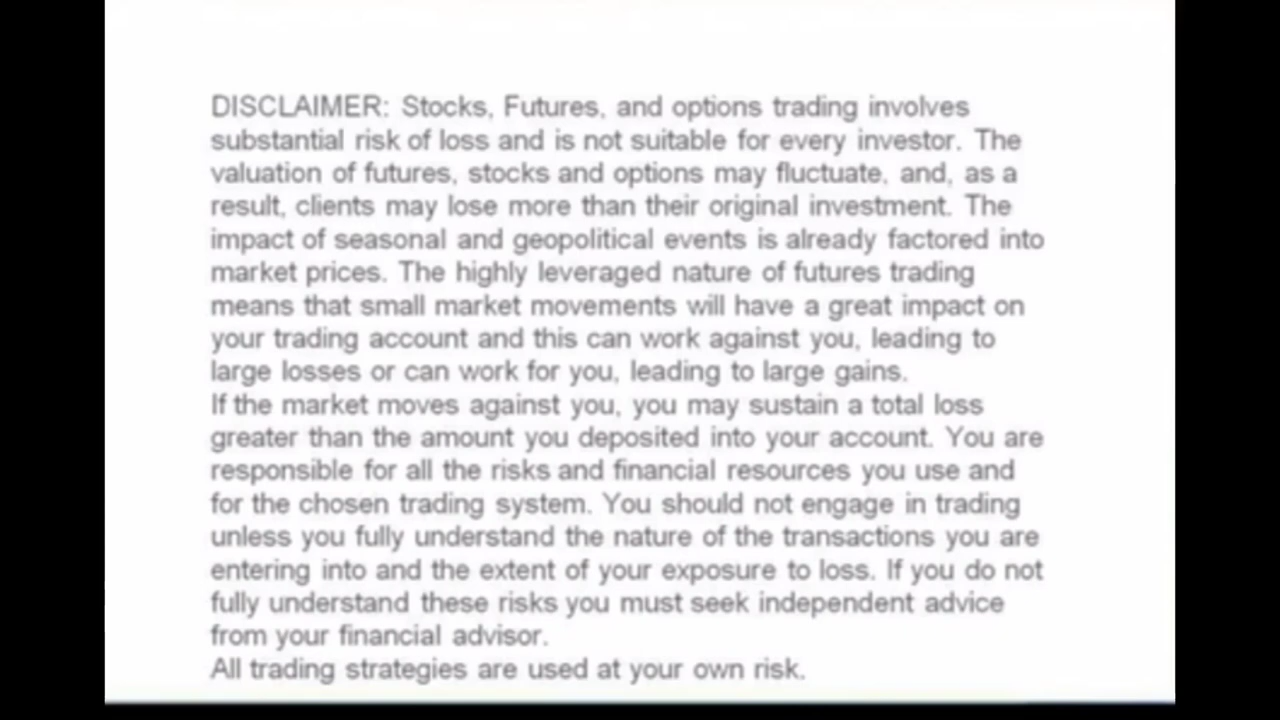 DISCLAIMER: Stocks, Futures, and options trading involves
substantial risk of loss and is not suitable for every investor. The
valuation of futures, stocks and options may fluctuate, and, as a
result, clients may lose more than their original investment. The
impact of seasonal and geopolitical events is already factored into
market prices. The highly leveraged nature of futures trading
means that small market movements will have a great impact on
your trading account and this can work against you, leading to
large losses or can work for you, leading to large gains.
If the market moves against you, you may sustain a total loss
greater than the amount you deposited into your account. You are
responsible for all the risks and financial resources you use and
for the chosen trading system. You should not engage in trading
unless you fully understand the nature of the transactions you are
entering into and the extent of your exposure to loss. If you do not
fully understand these risks you must seek independent advice
from your financial advisor.
All trading strategies are used at your own risk.